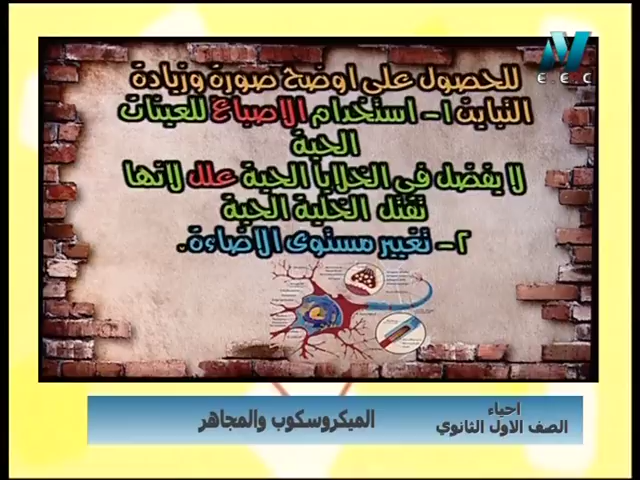 للحصول على اوضح صورة وزيادة
التباين ١- استخدام الاصباغ للعينات
الحية
لا يفضل في الخلايا الحية علل لانها
تقتل الخلية الحية
٢- تغيير مستوى الاضاءة.
E.E.C
احياء
الصف الاول الثانوي
الميكروسكوب والمجاهر